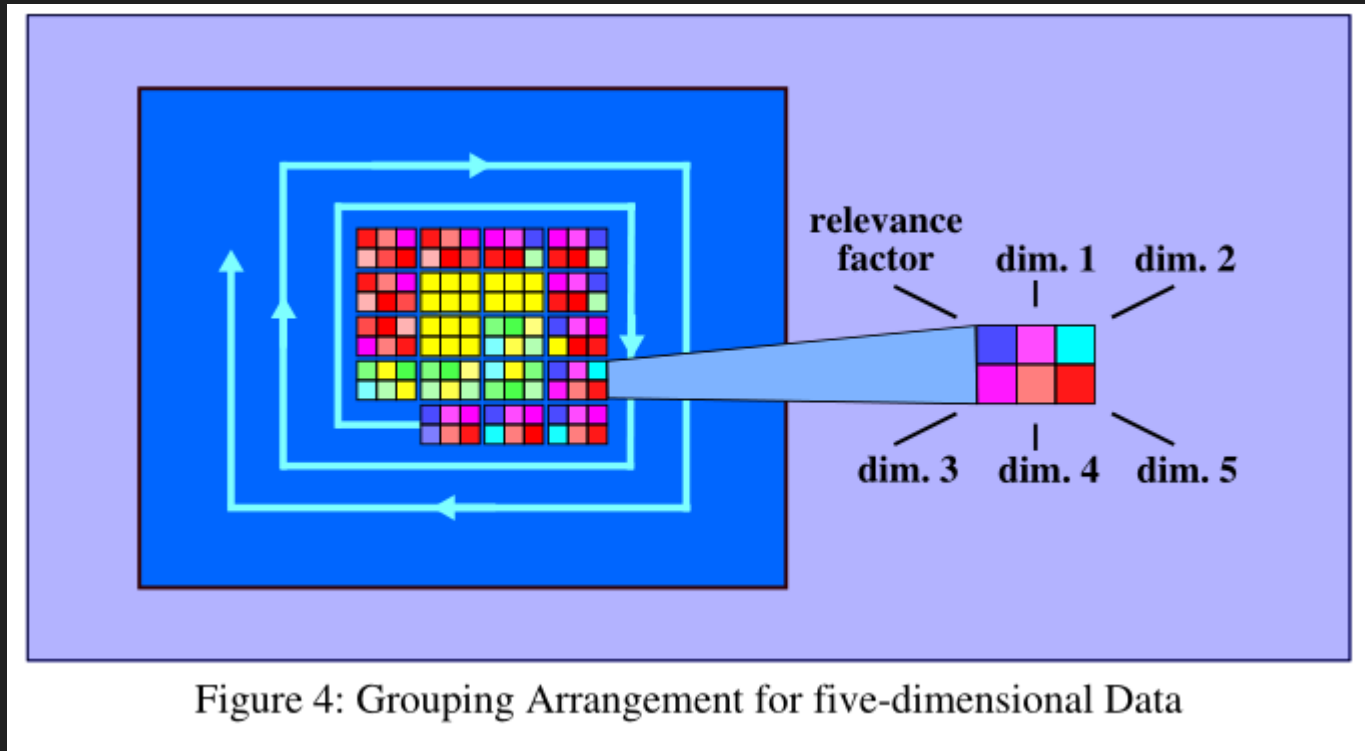 relevance
factor
dim. 1
dim. 2
dim. 3
dim. 4
dim. 5
Figure 4: Grouping Arrangement for five-dimensional Data